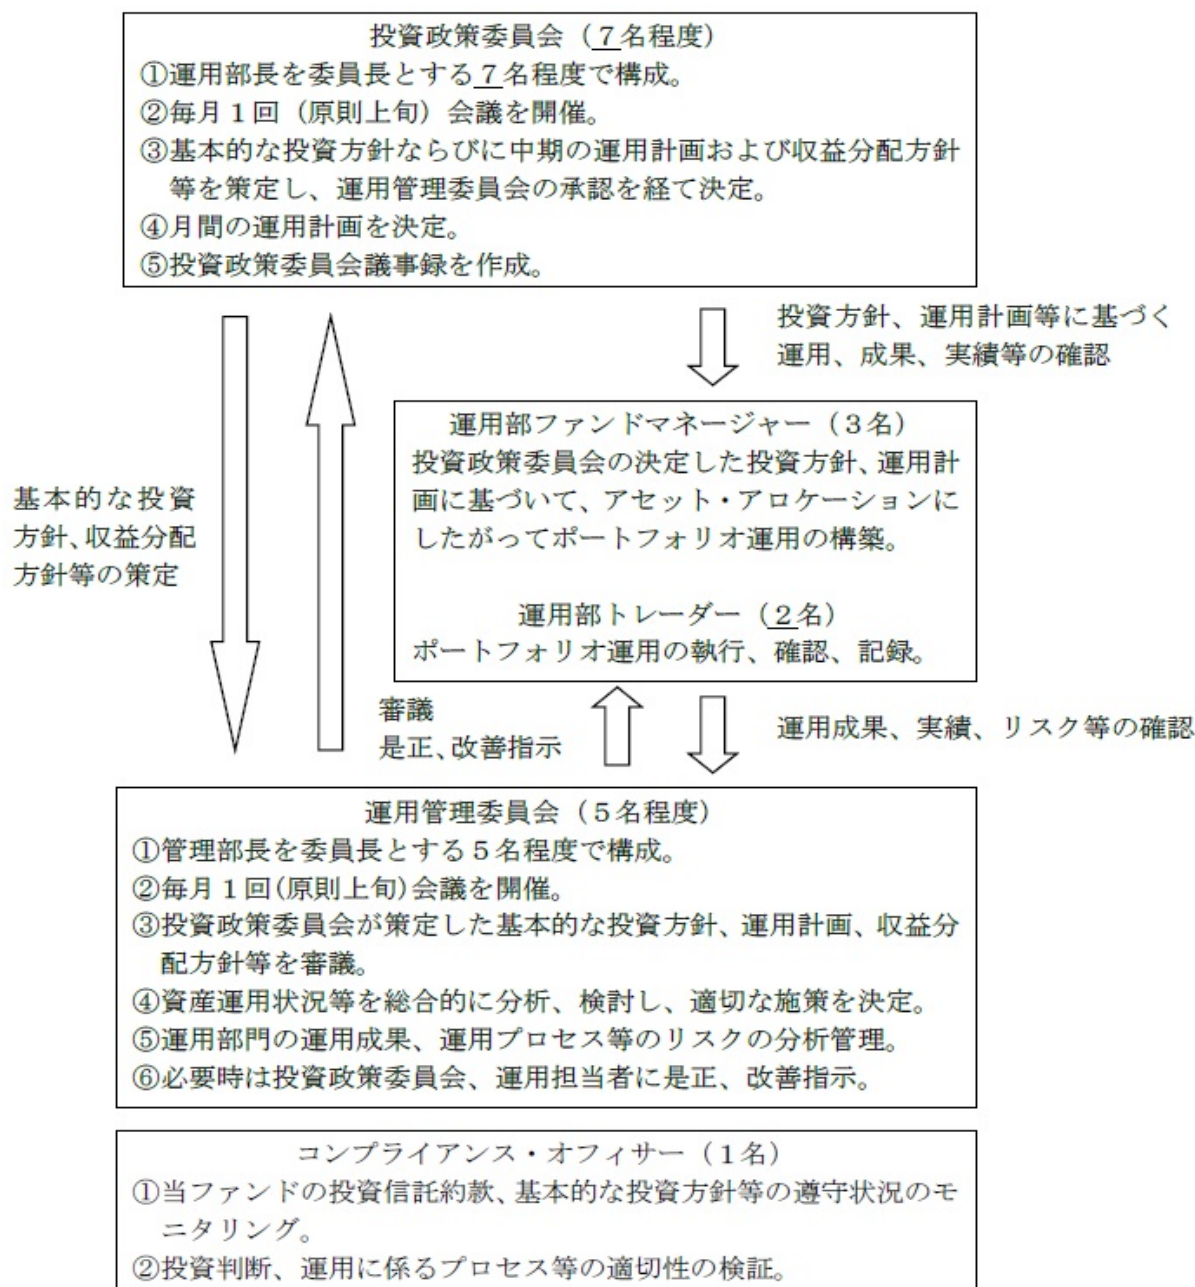 投資政策委員会（7名程度）
①運用部長を委員長とする7名程度で構成。
②毎月１回（原則上旬）会議を開催。
③基本的な投資方針ならびに中期の運用計画および収益分配方針
等を策定し、運用管理委員会の承認を経て決定。
④月間の運用計画を決定。
⑤投資政策委員会議事録を作成。
投資方針、運用計画等に基づく
運用、成果、実績等の確認
運用部ファンドマネージャー（３名）
投資政策委員会の決定した投資方針、運用計
画に基づいて、アセット・アロケーションに
したがってポートフォリオ運用の構築。
運用部トレーダー（2名）
ポートフォリオ運用の執行、確認、記録。
基本的な投資
方針、収益分配
方針等の策定
審議
是正、改善指示
運用成果、実績、リスク等の確認
運用管理委員会（５名程度）
①管理部長を委員長とする５名程度で構成。
②毎月１回(原則上旬)会議を開催。
③投資政策委員会が策定した基本的な投資方針、運用計画、収益分
配方針等を審議。
④資産運用状況等を総合的に分析、検討し、適切な施策を決定。
⑤運用部門の運用成果、運用プロセス等のリスクの分析管理。
⑥必要時は投資政策委員会、運用担当者に是正、改善指示。
コンプライアンス・オフィサー（１名）
①当ファンドの投資信託約款、基本的な投資方針等の遵守状況のモ
ニタリング。
②投資判断、運用に係るプロセス等の適切性の検証。